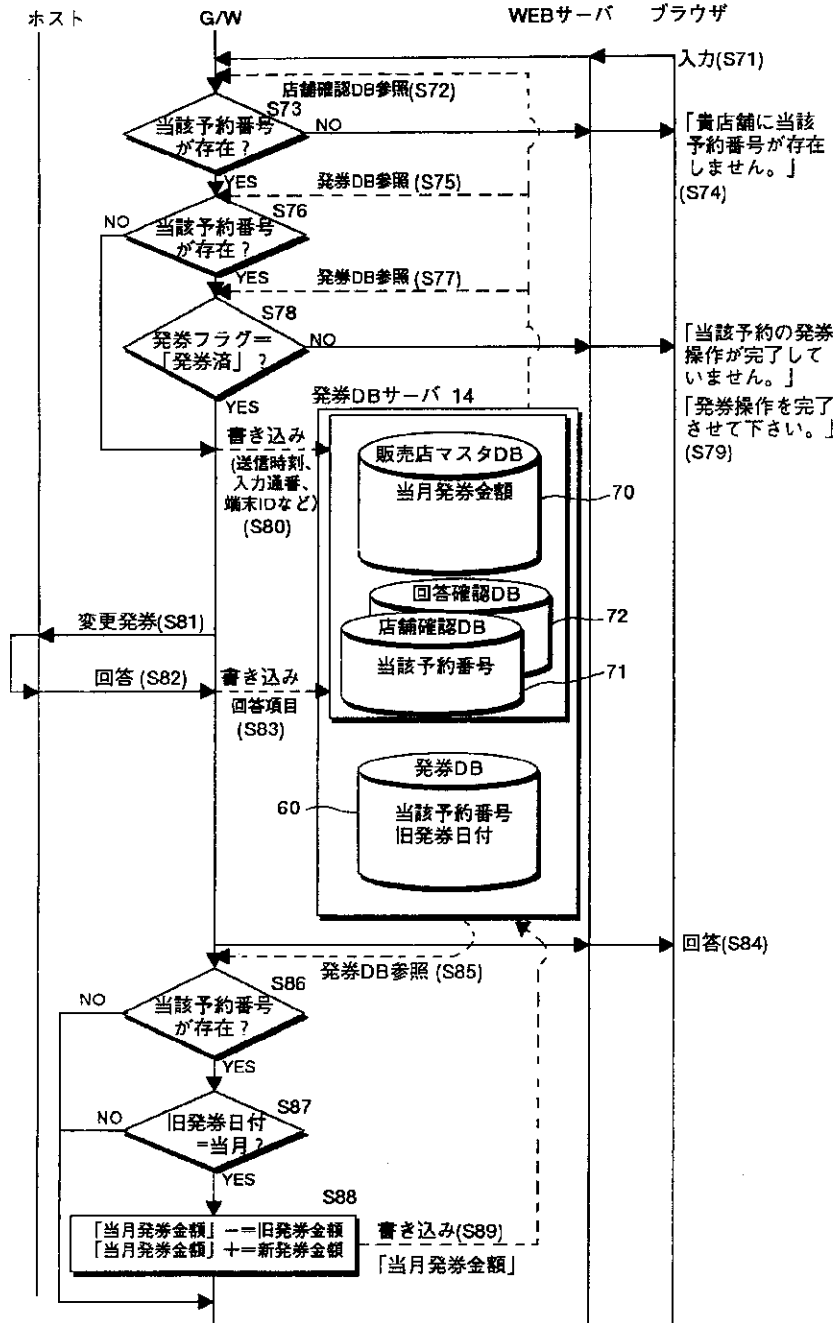 ホスト
G/W
WEBサーバ
ブラウザ
入力(S71)
店舗確認DB参照(S72)
S73
当該予約番号
が存在？
NO
「貴店舗に当該
予約番号が存在
しません。」
(S74)
YES
発券DB参照 (S75)
S76
NO
当該予約番号
が存在？
YES
発券DB参照 (S77)
S78
発券フラグ＝
「発券済」？
NO
「当該予約の発券
操作が完了して
いません。」
「発券操作を完了
させて下さい。」
(S79)
YES
発券DBサーバ 14
書き込み
(送信時刻、
入力通番、
端末IDなど)
(S80)
販売店マスタDB
当月発券金額
70
回答確認DB
72
店舗確認DB
当該予約番号
71
変更発券(S81)
回答 (S82)
書き込み
回答項目
(S83)
発券DB
60
当該予約番号
旧発券日付
回答(S84)
発券DB参照 (S85)
S86
NO
当該予約番号
が存在？
YES
S87
NO
旧発券日付
＝当月？
YES
S88
「当月発券金額」－＝旧発券金額
「当月発券金額」＋＝新発券金額
書き込み(S89)
「当月発券金額」